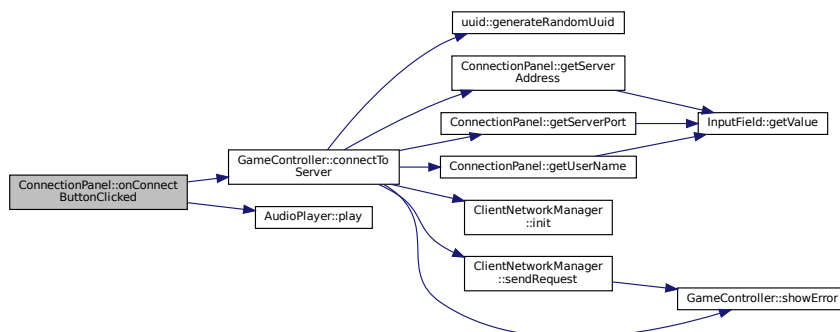 uuid::generateRandomUuid
ConnectionPanel::getServer
Address
ConnectionPanel::getServerPort
InputField::getValue
GameController::connectTo
Server
ConnectionPanel::getUserName
ConnectionPanel::onConnect
ButtonClicked
AudioPlayer::play
ClientNetworkManager
::init
ClientNetworkManager
::sendRequest
GameController::showError